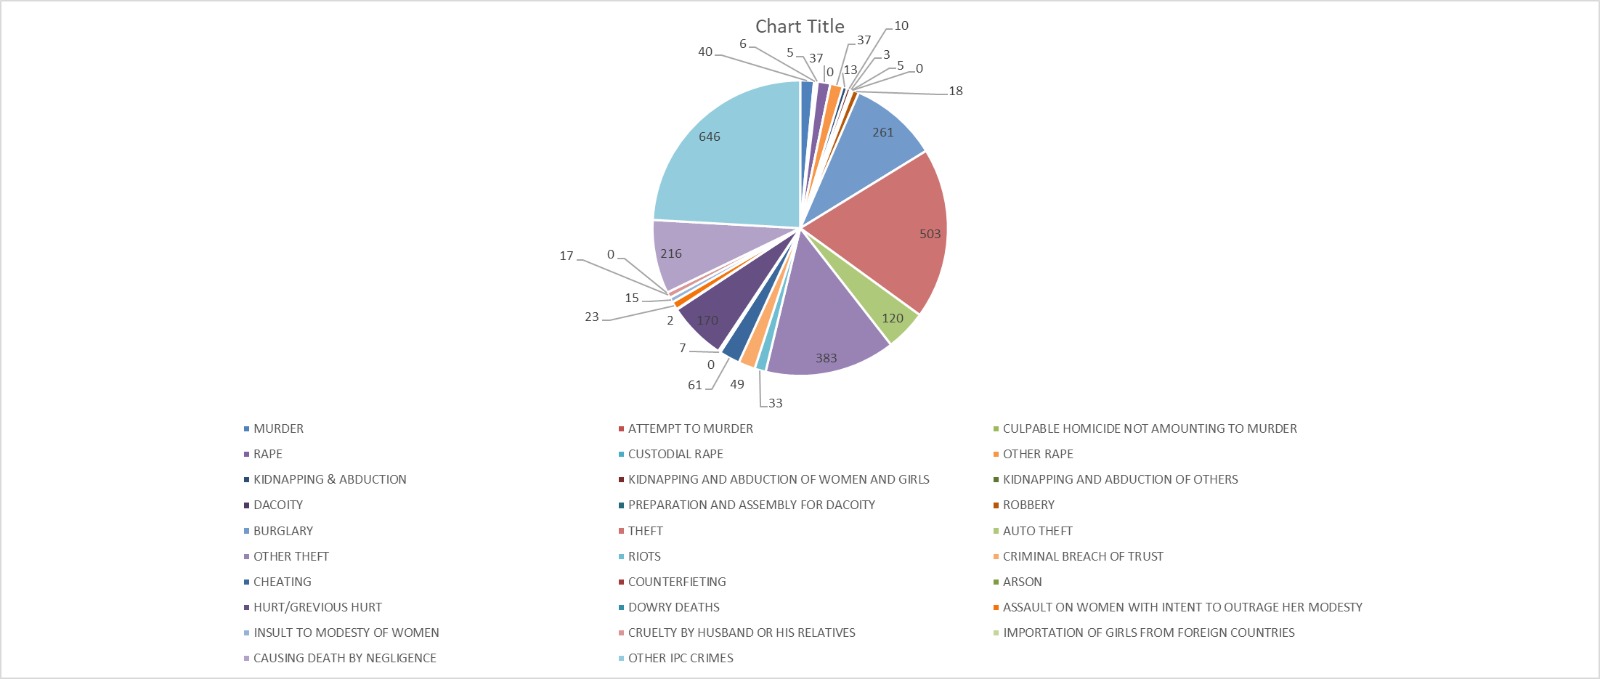 Chart Title
40
6
5
37
0
37
13
10
3
5
0
18
261
503
120
383
33
49
61
0
7
170
2
23
15
17
0
216
646
MURDER
ATTEMPT TO MURDER
CULPABLE HOMICIDE NOT AMOUNTING TO MURDER
RAPE
CUSTODIAL RAPE
OTHER RAPE
KIDNAPPING & ABDUCTION
KIDNAPPING AND ABDUCTION OF WOMEN AND GIRLS
KIDNAPPING AND ABDUCTION OF OTHERS
DACOITY
PREPARATION AND ASSEMBLY FOR DACOITY
ROBBERY
BURGLARY
THEFT
AUTO THEFT
OTHER THEFT
RIOTS
CRIMINAL BREACH OF TRUST
CHEATING
COUNTERFIETING
ARSON
HURT/GREVIOUS HURT
DOWRY DEATHS
ASSAULT ON WOMEN WITH INTENT TO OUTRAGE HER MODESTY
INSULT TO MODESTY OF WOMEN
CRUELTY BY HUSBAND OR HIS RELATIVES
IMPORTATION OF GIRLS FROM FOREIGN COUNTRIES
CAUSING DEATH BY NEGLIGENCE
OTHER IPC CRIMES